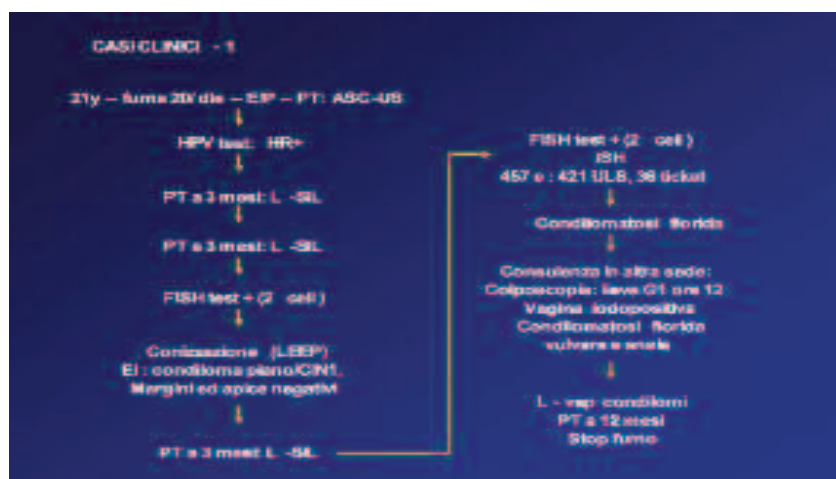 CASI CLINICI - 1
21y – fuma 20/ die – E/P – PT: ASC-US
HPV test: HR+
PT a 3 mesi: L -SIL
PT a 3 mesi: L -SIL
FISH test + (2 cell)
Conizzazione (LEEP)
EI: condiloma piano/CIN1,
Margini ed apice negativi
PT a 3 mesi: L -SIL
FISH test + (2 cell)
ISH
457 e : 421 ULS, 36 ticket
Condilomatosi florida
Consulenza in altra sede:
Colposcopia: lieve G1 ore 12
Vagina iodopositiva
Condilomatosi florida
vulvare e anale
L - vap condilomi
PT a 12 mesi
Stop fumo